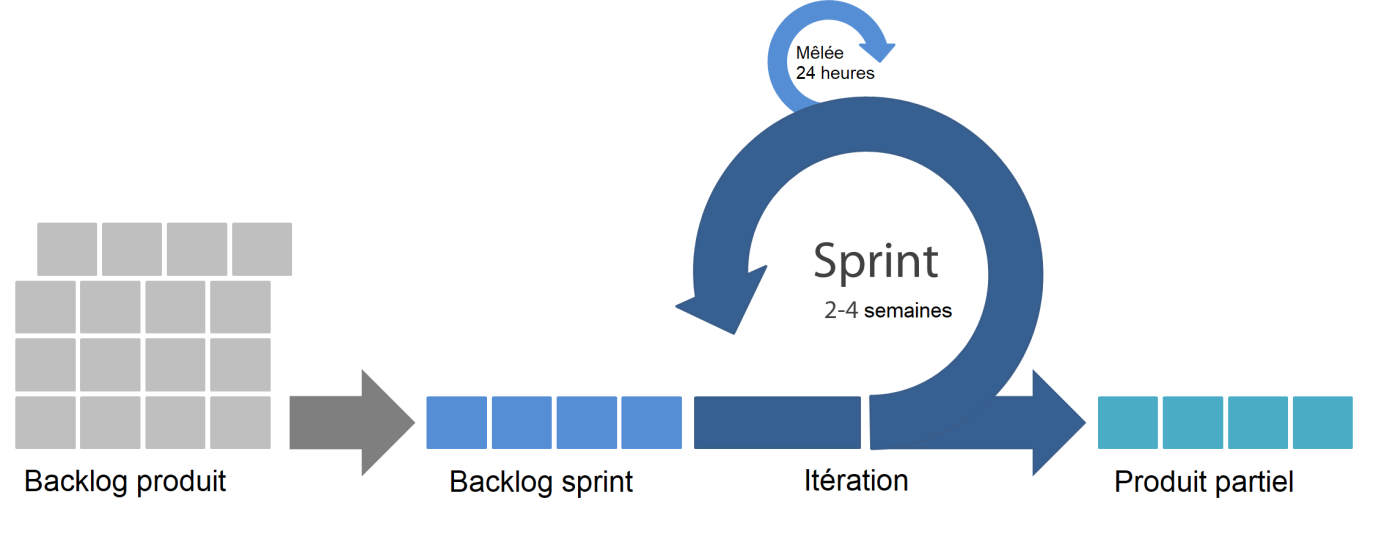 Mêlée
24 heures
Sprint
2-4 semaines
Backlog produit
Backlog sprint
Itération
Produit partiel